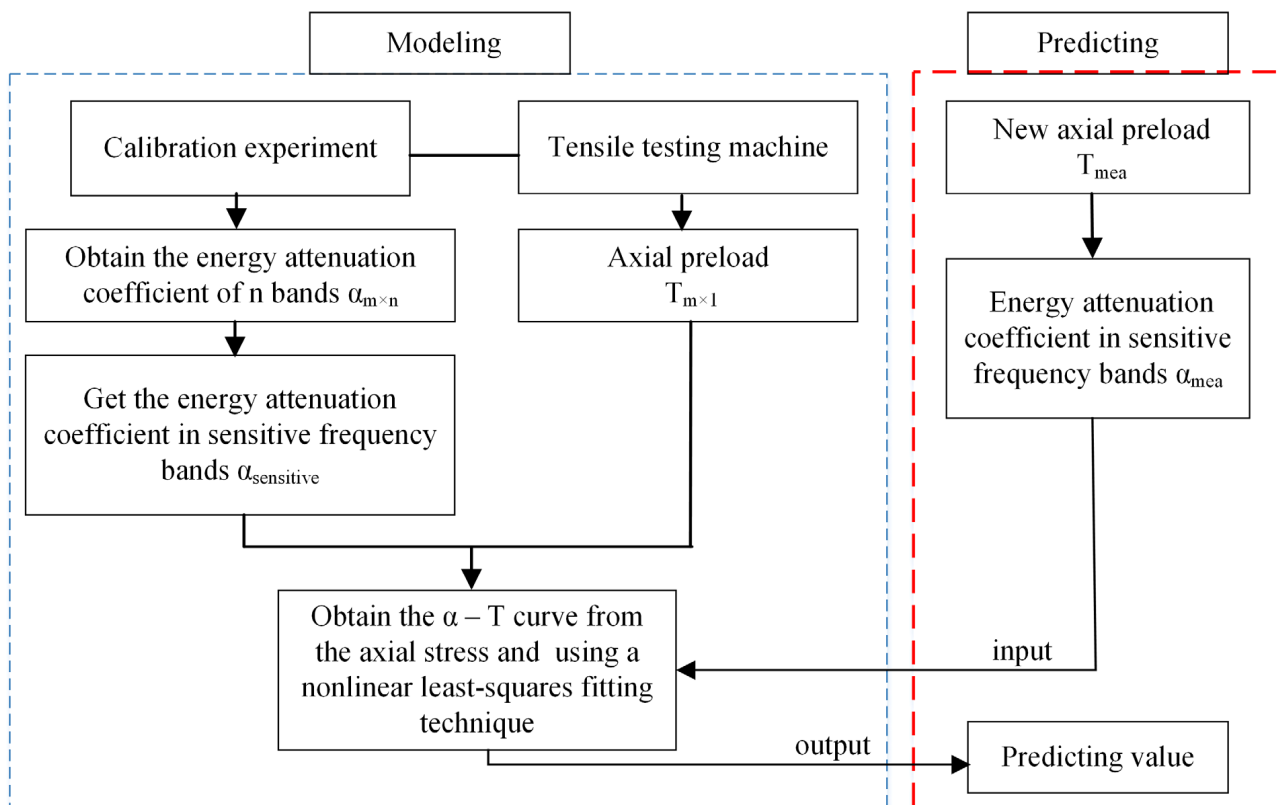 Modeling
Predicting
Calibration experiment
Tensile testing machine
New axial preload
Tmea
Obtain the energy attenuation
coefficient of n bands αm×n
Axial preload
Tm×1
Energy attenuation
coefficient in sensitive
frequency bands αmea
Get the energy attenuation
coefficient in sensitive frequency
bands αsensitive
Obtain the α – T curve from
the axial stress and using a
nonlinear least-squares fitting
technique
input
output
Predicting value